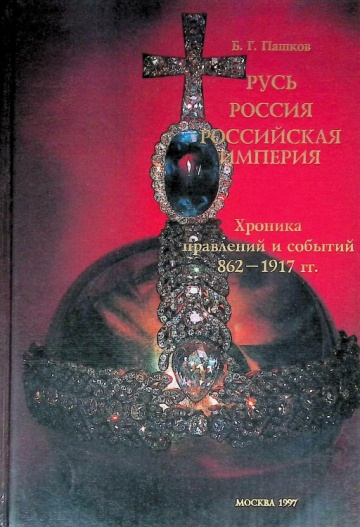 Б. Г. Пашков
РУСЬ
РОССИЯ
РОССИЙСКАЯ
ИМПЕРИЯ
Хроника
правлений и событий
862–1917 гг.
МОСКВА 1997